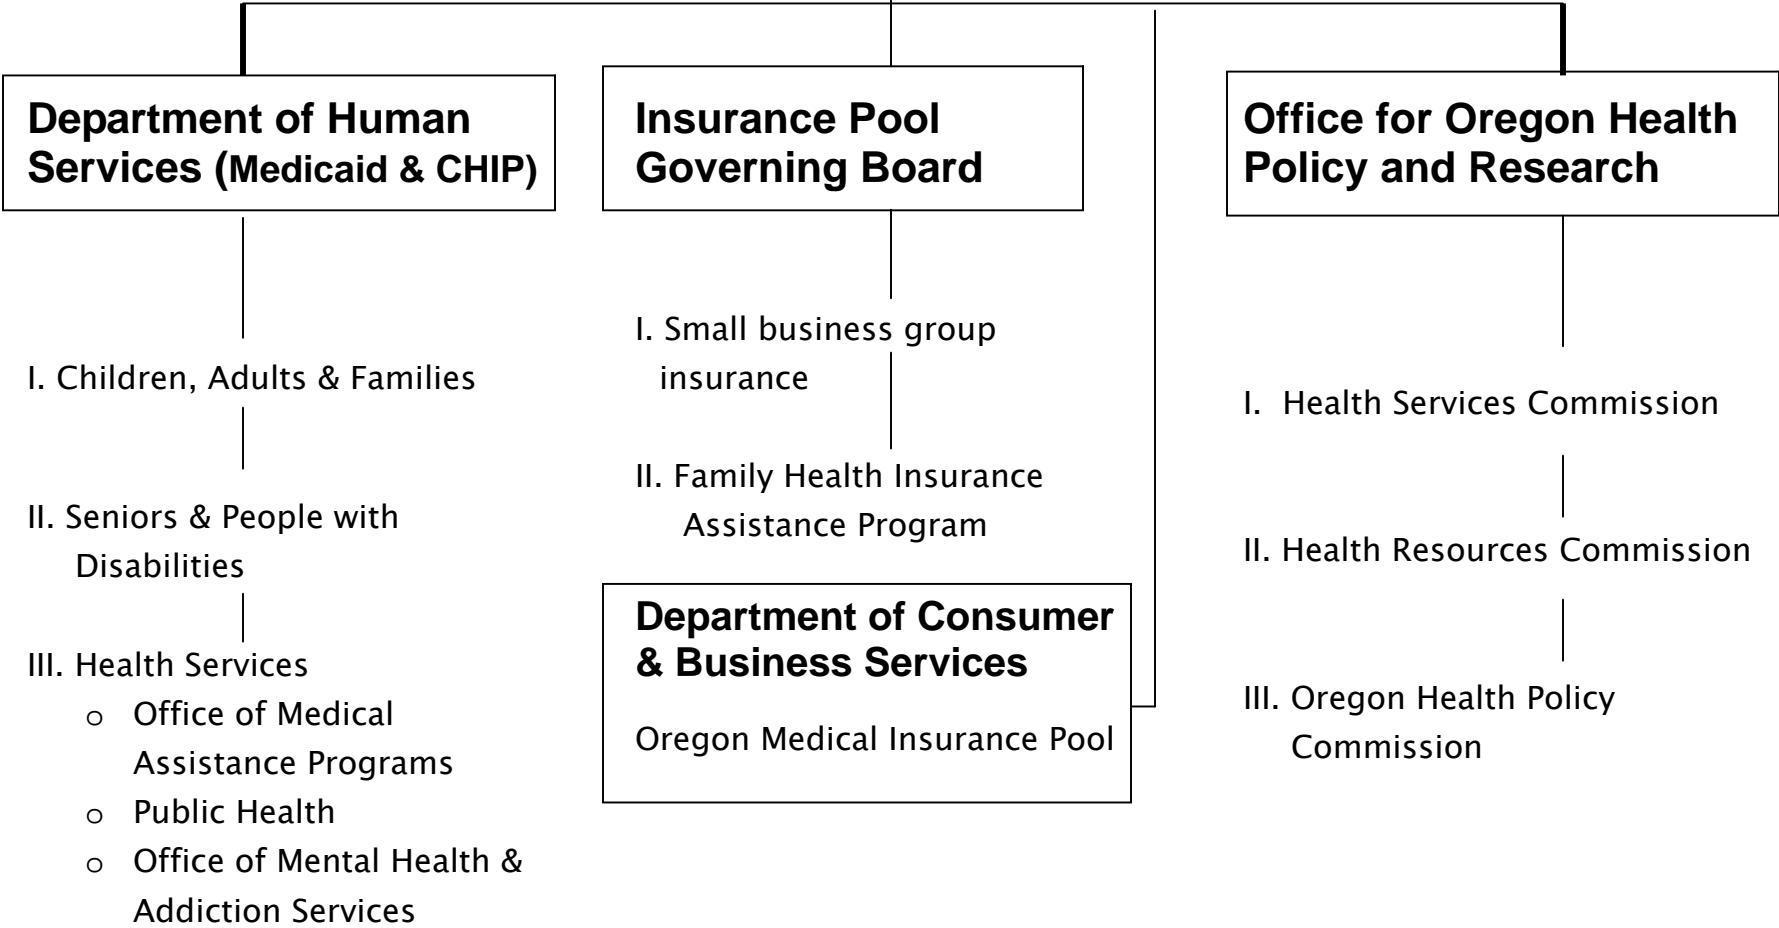 Department of Human
Services (Medicaid & CHIP)
I. Children, Adults & Families
II. Seniors & People with
Disabilities
III. Health Services
o Office of Medical
Assistance Programs
o Public Health
o Office of Mental Health &
Addiction Services
Insurance Pool
Governing Board
I. Small business group
insurance
II. Family Health Insurance
Assistance Program
Department of Consumer
& Business Services
Oregon Medical Insurance Pool
Office for Oregon Health
Policy and Research
I. Health Services Commission
II. Health Resources Commission
III. Oregon Health Policy
Commission